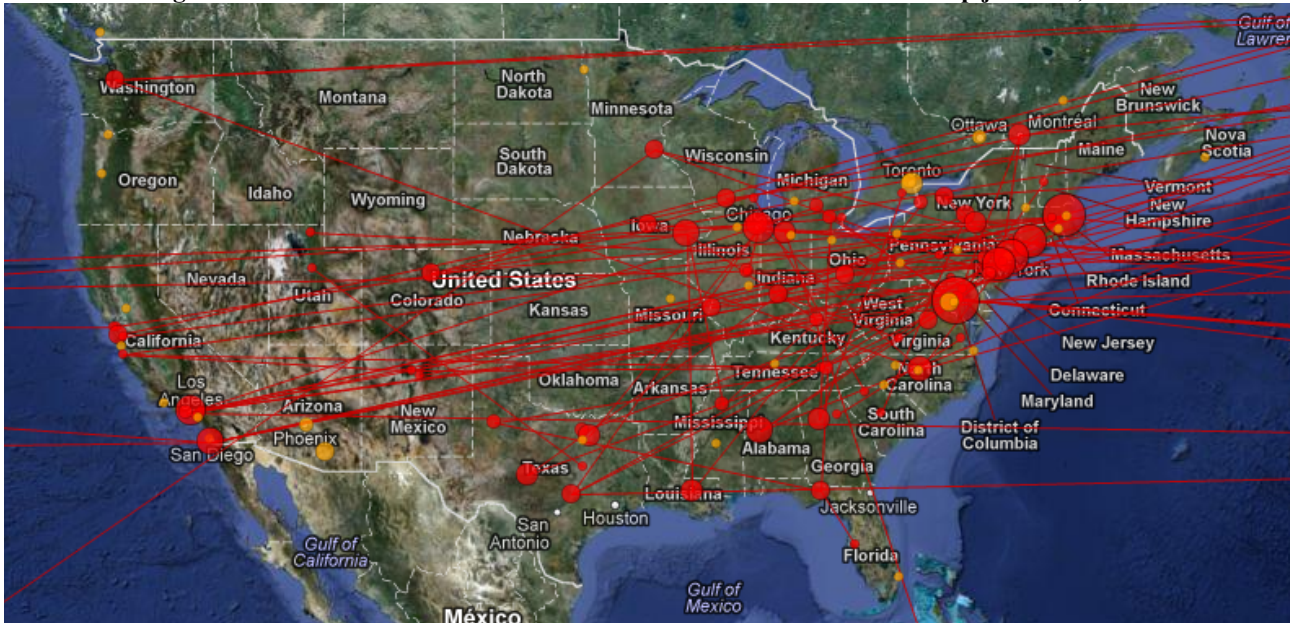 Gulf of
Lawren
Washington
Montana
North
Dakota
Minnesota
New
Brunswick
Ottawa
Montréal
Nova
Scotia
Maine
Oregon
Idaho
South
Dakota
Wisconsin
Michigan
Toronto
Vermont
Wyoming
New York
New
Hampshire
Iowa
Chicago
Nebraska
Illinois
Pennsylvania
Massachusetts
Nevada
United States
Indiana
Ohio
New York
Rhode Island
Utah
Colorado
Kansas
Missouri
West
Virginia
Connecticut
California
Kentucky
Virginia
New Jersey
Los
Angeles
Oklahoma
Tennessee
North
Carolina
Delaware
Arizona
New
Mexico
Arkansas
Maryland
Phoenix
Mississippi
South
Carolina
District of
Columbia
San Diego
Alabama
Texas
Georgia
Louisiana
Jacksonville
San
Antonio
Houston
Gulf of
California
Florida
Gulf of
Mexico
México